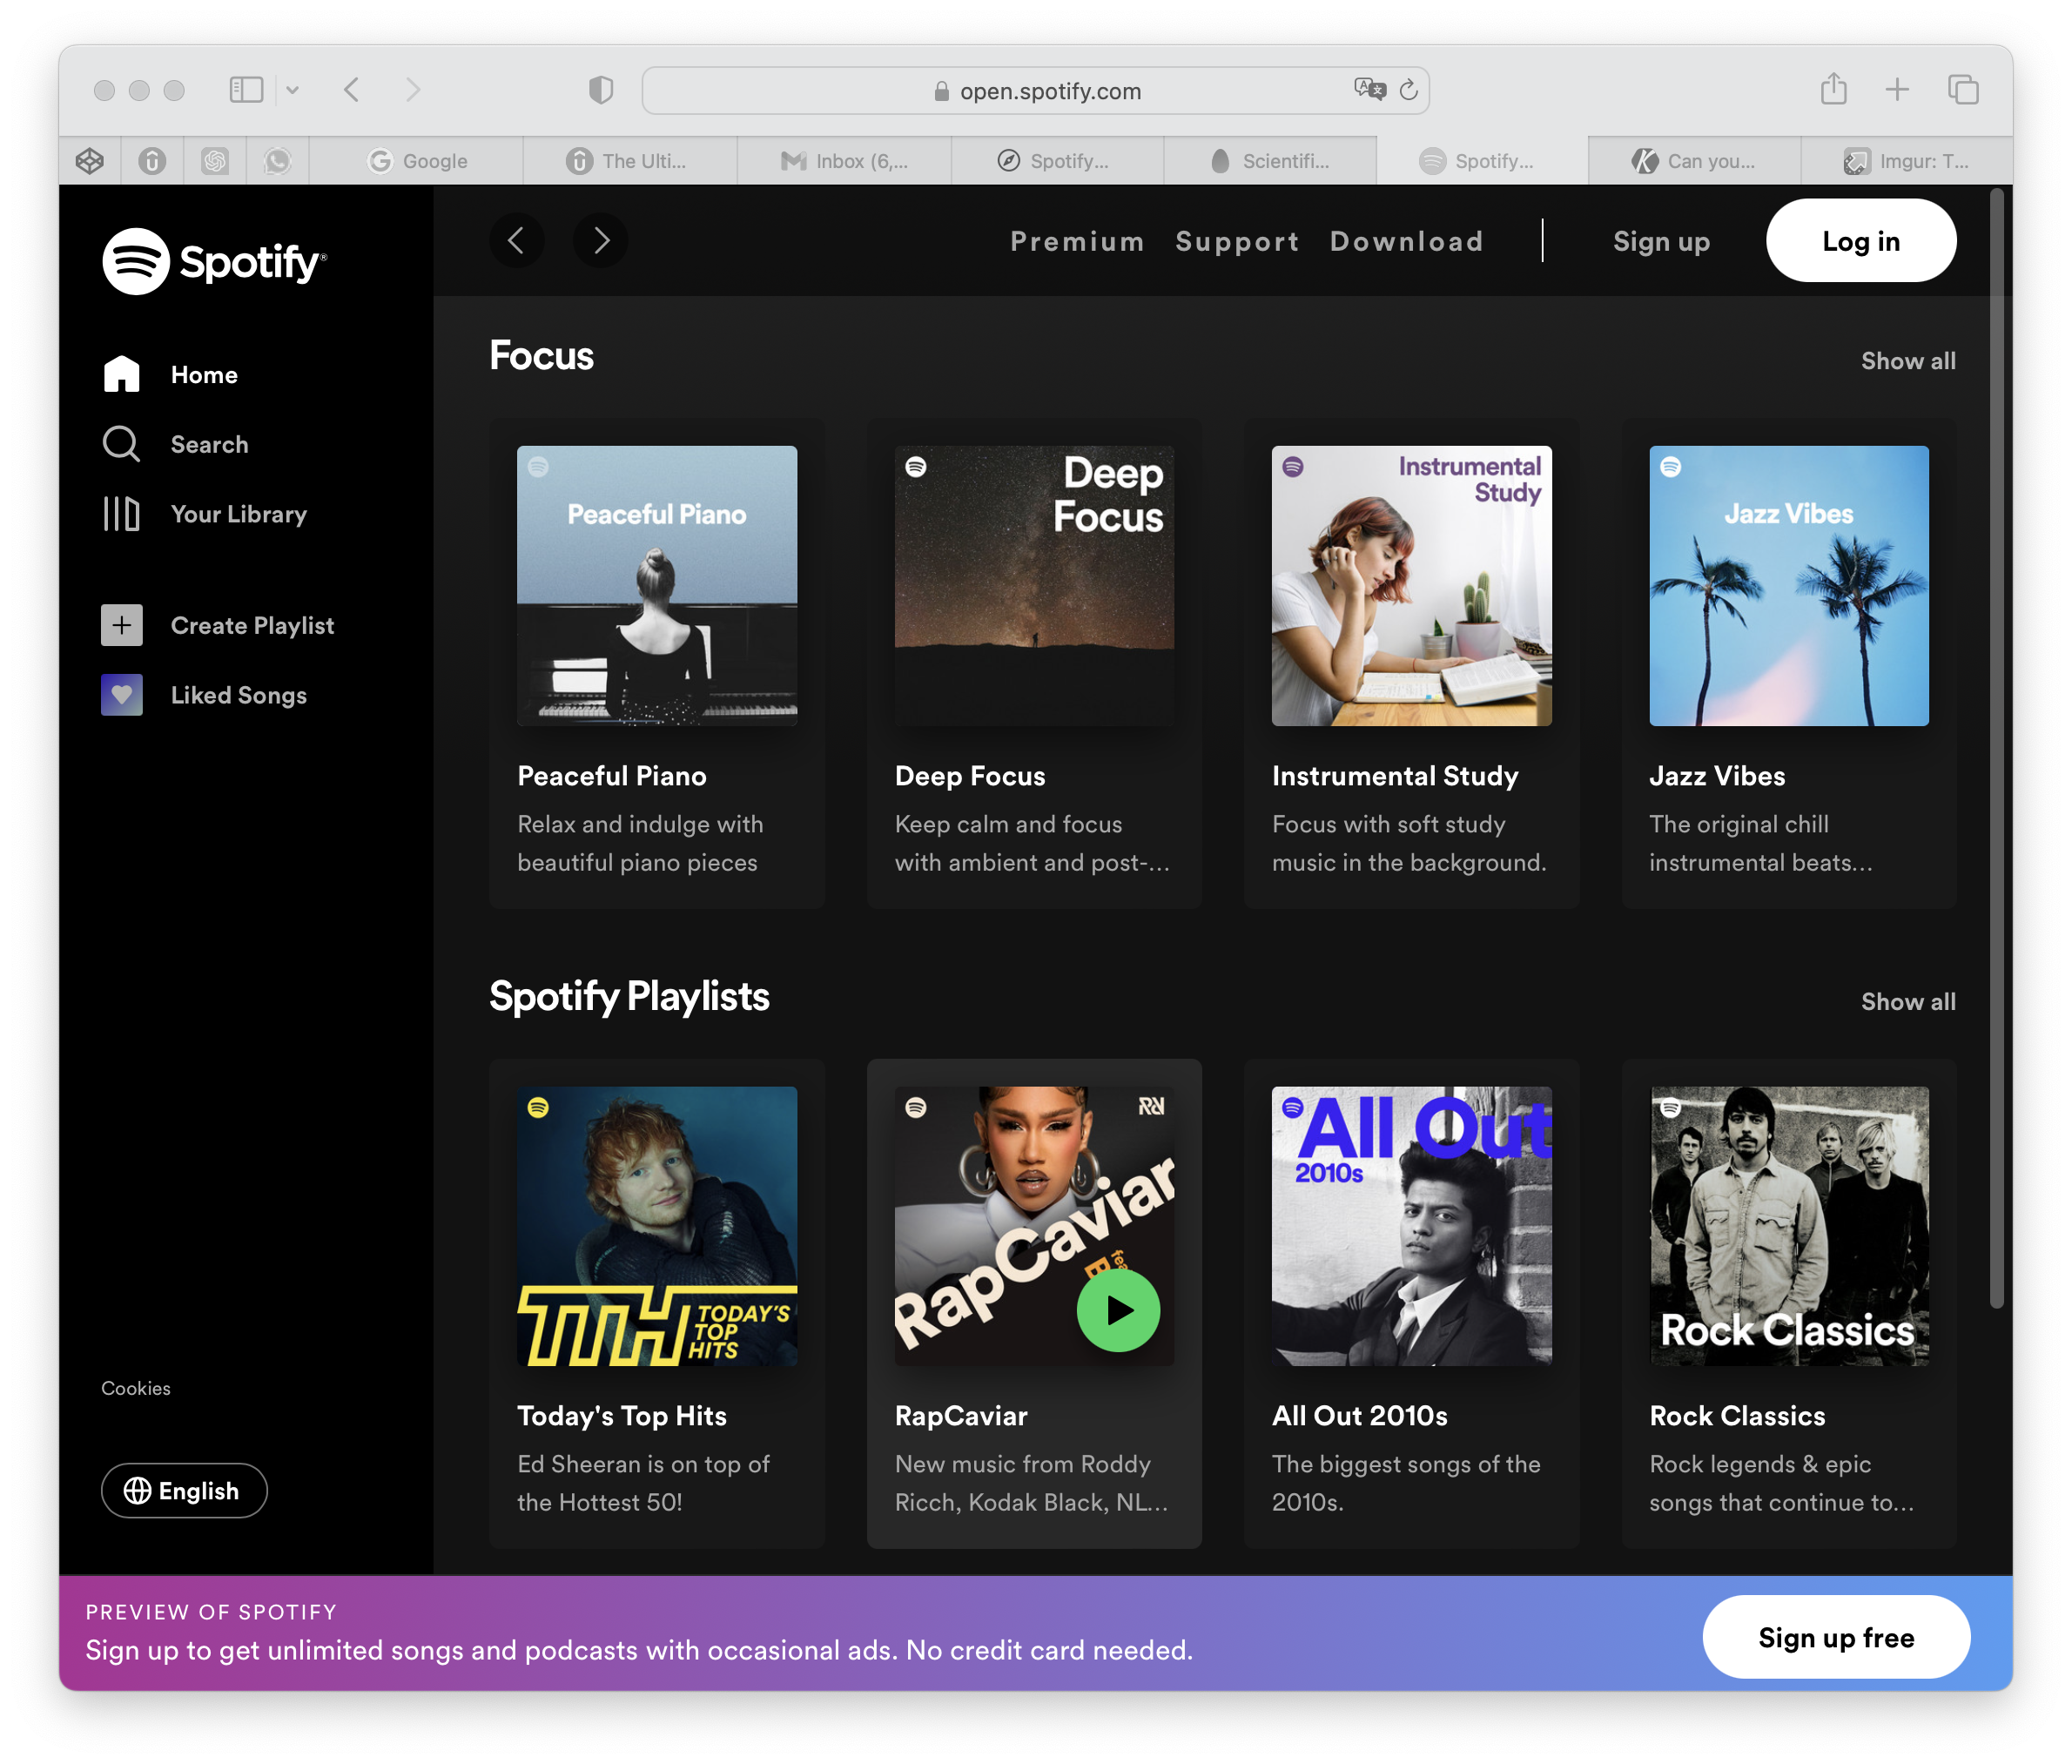 open.spotify.com
Google
The Ulti...
Inbox (6,...
Spotify...
Scientifi...
Spotify...
Can you...
Imgur: T...
Spotify®
Premium
Support
Download
Sign up
Log in
Home
Search
Your Library
Create Playlist
Liked Songs
Cookies
English
Focus
Show all
Peaceful Piano
Deep
Focus
Instrumental
Study
Jazz Vibes
Peaceful Piano
Relax and indulge with
beautiful piano pieces
Deep Focus
Keep calm and focus
with ambient and post-...
Instrumental Study
Focus with soft study
music in the background.
Jazz Vibes
The original chill
instrumental beats...
Spotify Playlists
Show all
TTH
TODAY'S
TOP
HITS
RapCaviar
All Out
2010s
Rock Classics
Today's Top Hits
Ed Sheeran is on top of
the Hottest 50!
RapCaviar
New music from Roddy
Ricch, Kodak Black, NL...
All Out 2010s
The biggest songs of the
2010s.
Rock Classics
Rock legends & epic
songs that continue to...
PREVIEW OF SPOTIFY
Sign up to get unlimited songs and podcasts with occasional ads. No credit card needed.
Sign up free